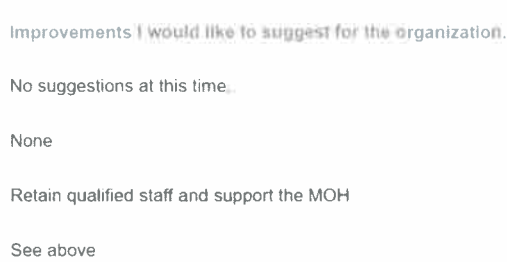 Improvements I would like to suggest for the organization.
No suggestions at this time.
None
Retain qualified staff and support the MOH
See above